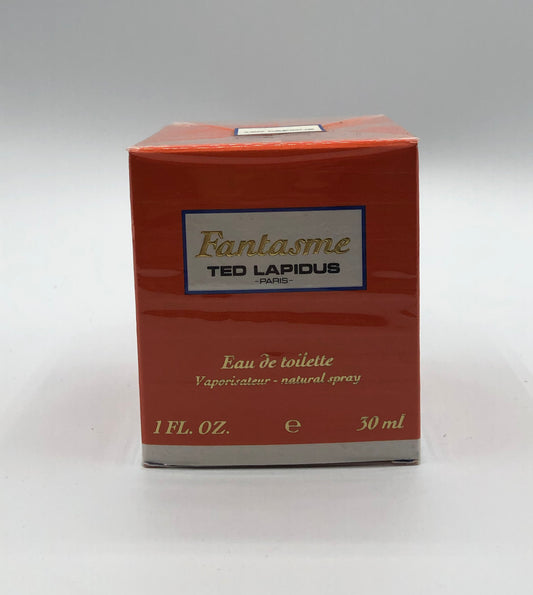 Fantasme
TED LAPIDUS
-PARIS-
Eau de toilette
Vaporisateur - natural spray
1 FL. OZ. ℮ 30 ml